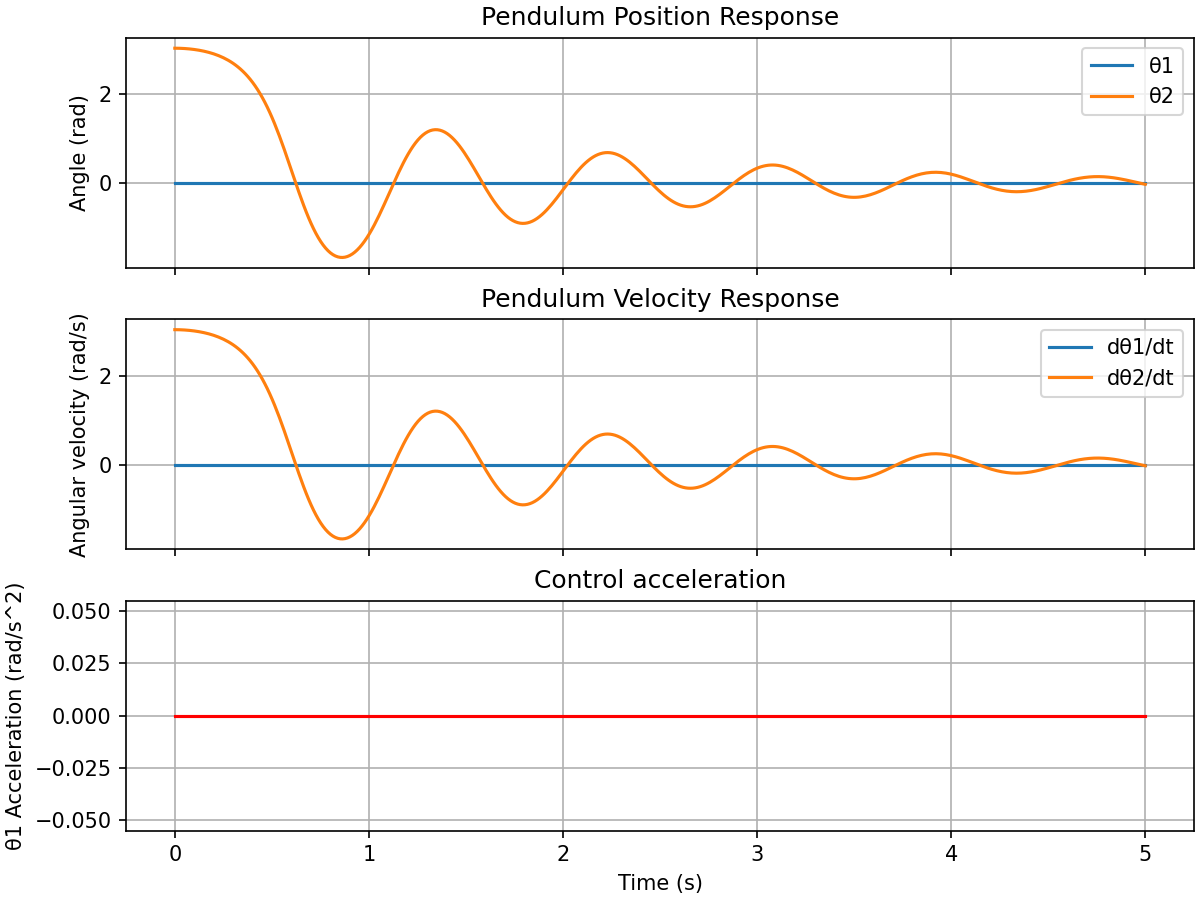 Pendulum Position Response
Angle (rad)
2
0
θ1
θ2
Pendulum Velocity Response
Angular velocity (rad/s)
2
0
dθ1/dt
dθ2/dt
Control acceleration
θ1 Acceleration (rad/s^2)
0.050
0.025
0.000
−0.025
−0.050
0 1 2 3 4 5
Time (s)